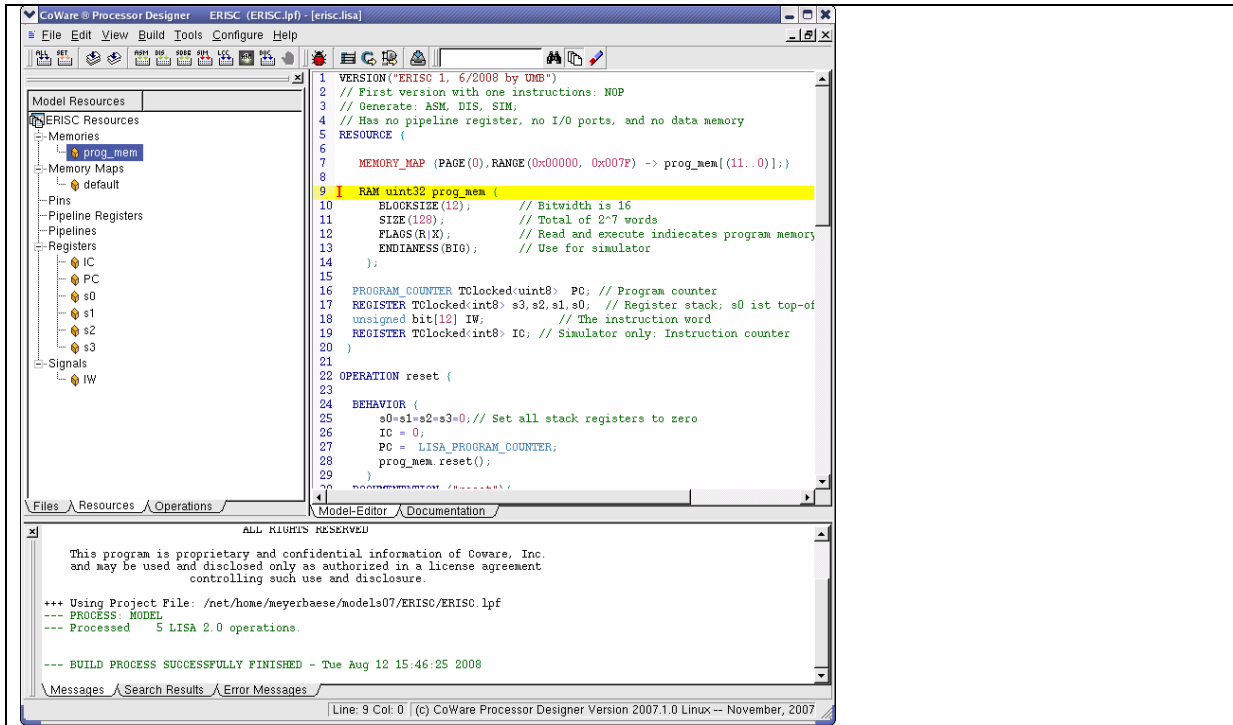 CoWare ® Processor Designer ERISC (ERISC.lpf) - [erisc.lisa]
File Edit View Build Tools Configure Help
ALL SET ASM DIS SDBE SIM LCC DOC
Model Resources
ERISC Resources
Memories
prog_mem
Memory Maps
default
Pins
Pipeline Registers
Pipelines
Registers
IC
PC
s0
s1
s2
s3
Signals
IW
Files Resources Operations
1 VERSION("ERISC 1, 6/2008 by UMB")
2 // First version with one instructions: NOP
3 // Generate: ASM, DIS, SIM;
4 // Has no pipeline register, no I/O ports, and no data memory
5 RESOURCE {
6
7 MEMORY_MAP {PAGE(0),RANGE(0x00000, 0x007F) -> prog_mem[(11..0)];}
8
9 RAM uint32 prog_mem {
10 BLOCKSIZE(12); // Bitwidth is 16
11 SIZE(128); // Total of 2^7 words
12 FLAGS(R|X); // Read and execute indiecates program memory
13 ENDIANESS(BIG); // Use for simulator
14 };
15
16 PROGRAM_COUNTER TClocked<uint8> PC; // Program counter
17 REGISTER TClocked<int8> s3,s2,s1,s0; // Register stack; s0 ist top-of
18 unsigned bit[12] IW; // The instruction word
19 REGISTER TClocked<int8> IC; // Simulator only: Instruction counter
20 }
21
22 OPERATION reset {
23
24 BEHAVIOR {
25 s0=s1=s2=s3=0;// Set all stack registers to zero
26 IC = 0;
27 PC = LISA_PROGRAM_COUNTER;
28 prog_mem.reset();
29 }
Model-Editor Documentation
ALL RIGHTS RESERVED
This program is proprietary and confidential information of Coware, Inc.
and may be used and disclosed only as authorized in a license agreement
controlling such use and disclosure.
+++ Using Project File: /net/home/meyerbaese/models07/ERISC/ERISC.lpf
--- PROCESS: MODEL
--- Processed 5 LISA 2.0 operations.
--- BUILD PROCESS SUCCESSFULLY FINISHED - Tue Aug 12 15:46:25 2008
Messages Search Results Error Messages
Line: 9 Col: 0 (c) CoWare Processor Designer Version 2007.1.0 Linux -- November, 2007